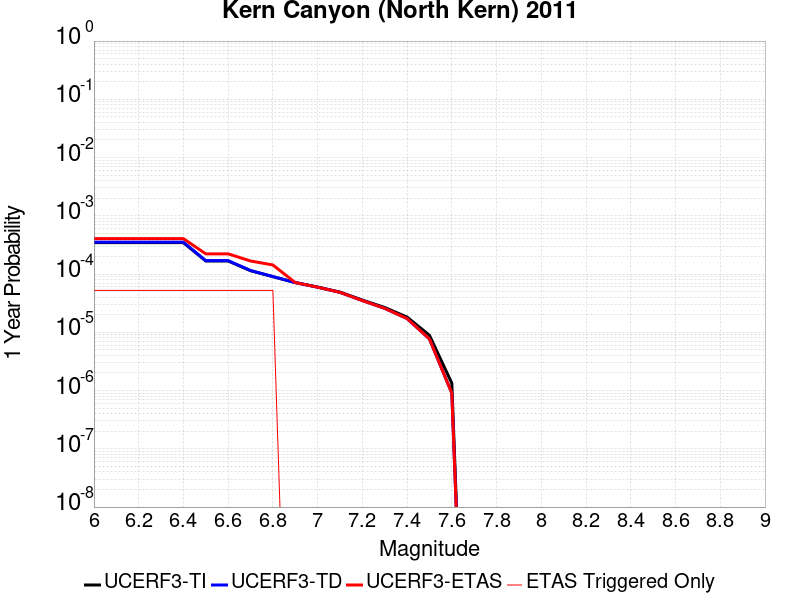 Kern Canyon (North Kern) 2011
10^0
10^-1
10^-2
10^-3
10^-4
10^-5
10^-6
10^-7
10^-8
1 Year Probability
6 6.2 6.4 6.6 6.8 7 7.2 7.4 7.6 7.8 8 8.2 8.4 8.6 8.8 9
Magnitude
UCERF3-TI UCERF3-TD UCERF3-ETAS ETAS Triggered Only